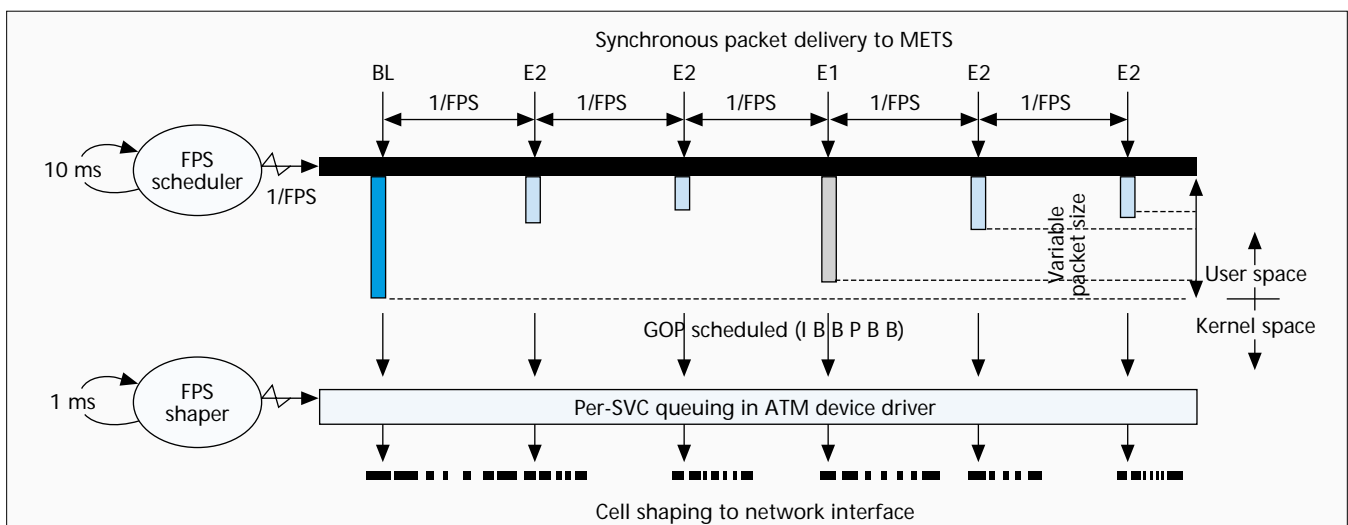 Synchronous packet delivery to METS
BL E2 E2 E1 E2 E2
1/FPS 1/FPS 1/FPS 1/FPS 1/FPS
10 ms
FPS
scheduler
1/FPS
Variable
packet size
User space
Kernel space
GOP scheduled (I B B P B B)
1 ms
FPS
shaper
Per-SVC queuing in ATM device driver
Cell shaping to network interface